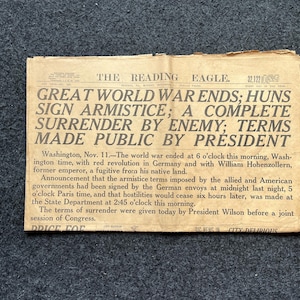 THE READING EAGLE.
GREAT WORLD WAR ENDS; HUNS
SIGN ARMISTICE; A COMPLETE
SURRENDER BY ENEMY; TERMS
MADE PUBLIC BY PRESIDENT
Washington, Nov. 11.—The world war ended at 6 o'clock this morning, Wash-
ington time, with red revolution in Germany and with William Hohenzollern,
former emperor, a fugitive from his native land.
Announcement that the armistice terms imposed by the allied and American
governments had been signed by the German envoys at midnight last night, 5
o'clock Paris time, and that hostilities would cease six hours later, was made at
the State Department at 2:45 o'clock this morning.
The terms of surrender were given today by President Wilson before a joint
session of Congress.